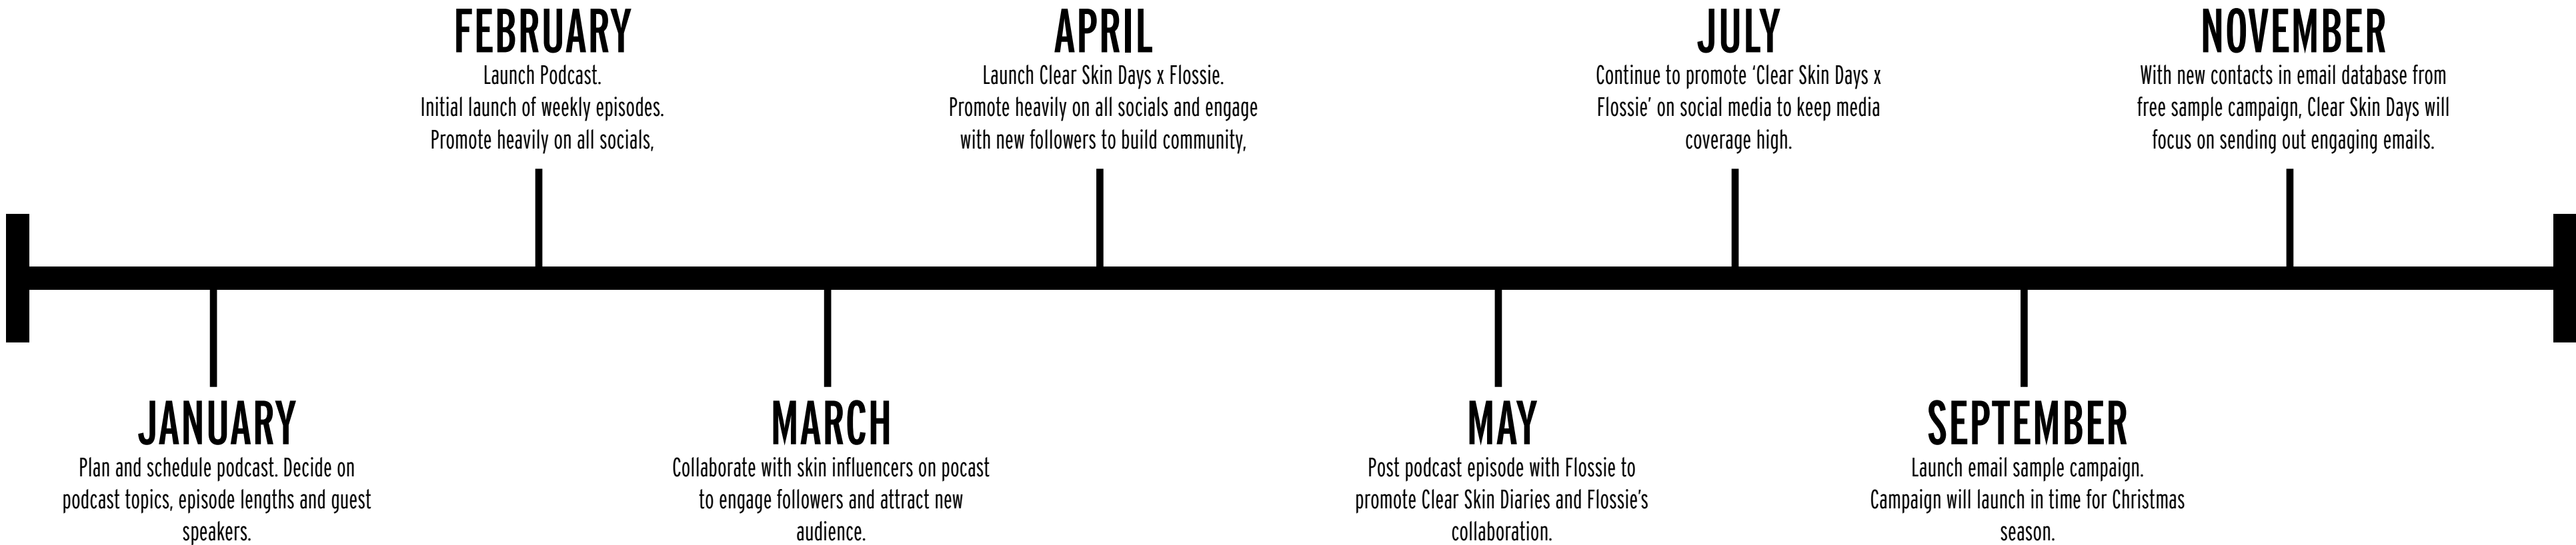 FEBRUARY
Launch Podcast.
Initial launch of weekly episodes.
Promote heavily on all socials,
APRIL
Launch Clear Skin Days x Flossie.
Promote heavily on all socials and engage
with new followers to build community,
JULY
Continue to promote ‘Clear Skin Days x
Flossie’ on social media to keep media
coverage high.
NOVEMBER
With new contacts in email database from
free sample campaign, Clear Skin Days will
focus on sending out engaging emails.
JANUARY
Plan and schedule podcast. Decide on
podcast topics, episode lengths and guest
speakers.
MARCH
Collaborate with skin influencers on pocast
to engage followers and attract new
audience.
MAY
Post podcast episode with Flossie to
promote Clear Skin Diaries and Flossie’s
collaboration.
SEPTEMBER
Launch email sample campaign.
Campaign will launch in time for Christmas
season.